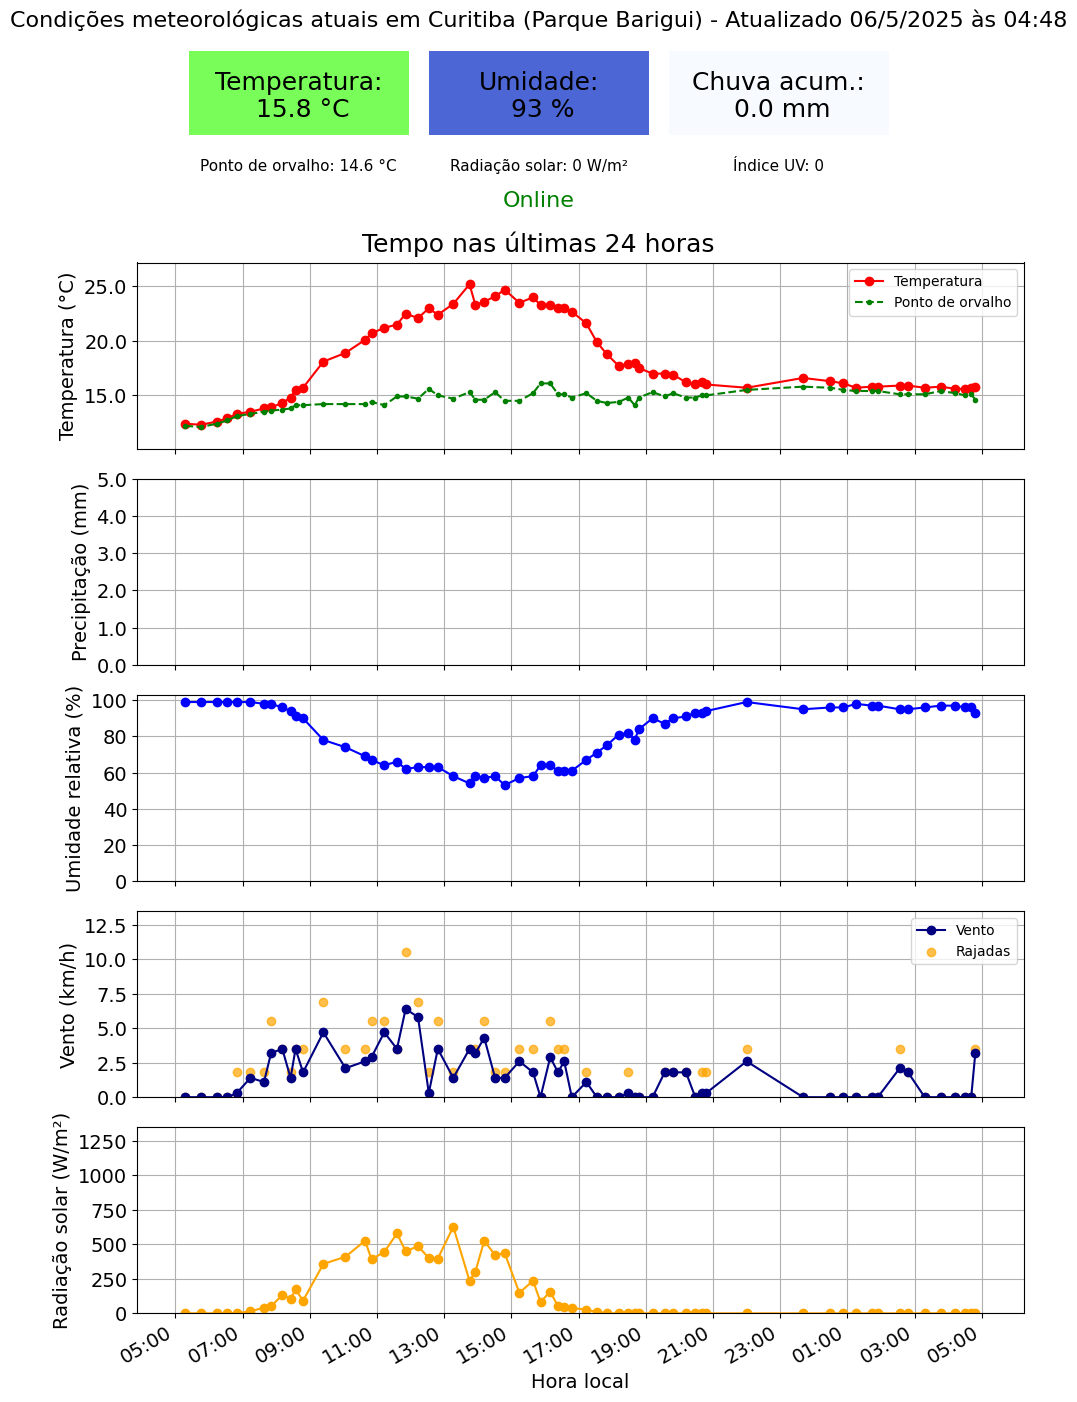 Condições meteorológicas atuais em Curitiba (Parque Barigui) - Atualizado 06/5/2025 às 04:48
Temperatura:
15.8 °C
Umidade:
93 %
Chuva acum.:
0.0 mm
Ponto de orvalho: 14.6 °C
Radiação solar: 0 W/m²
Índice UV: 0
Online
Tempo nas últimas 24 horas
Temperatura (°C)
25.0
20.0
15.0
Temperatura
Ponto de orvalho
Precipitação (mm)
5.0
4.0
3.0
2.0
1.0
0.0
Umidade relativa (%)
100
80
60
40
20
0
Vento (km/h)
12.5
10.0
7.5
5.0
2.5
0.0
Vento
Rajadas
Radiação solar (W/m²)
1250
1000
750
500
250
0
05:00
07:00
09:00
11:00
13:00
15:00
17:00
19:00
21:00
23:00
01:00
03:00
05:00
Hora local